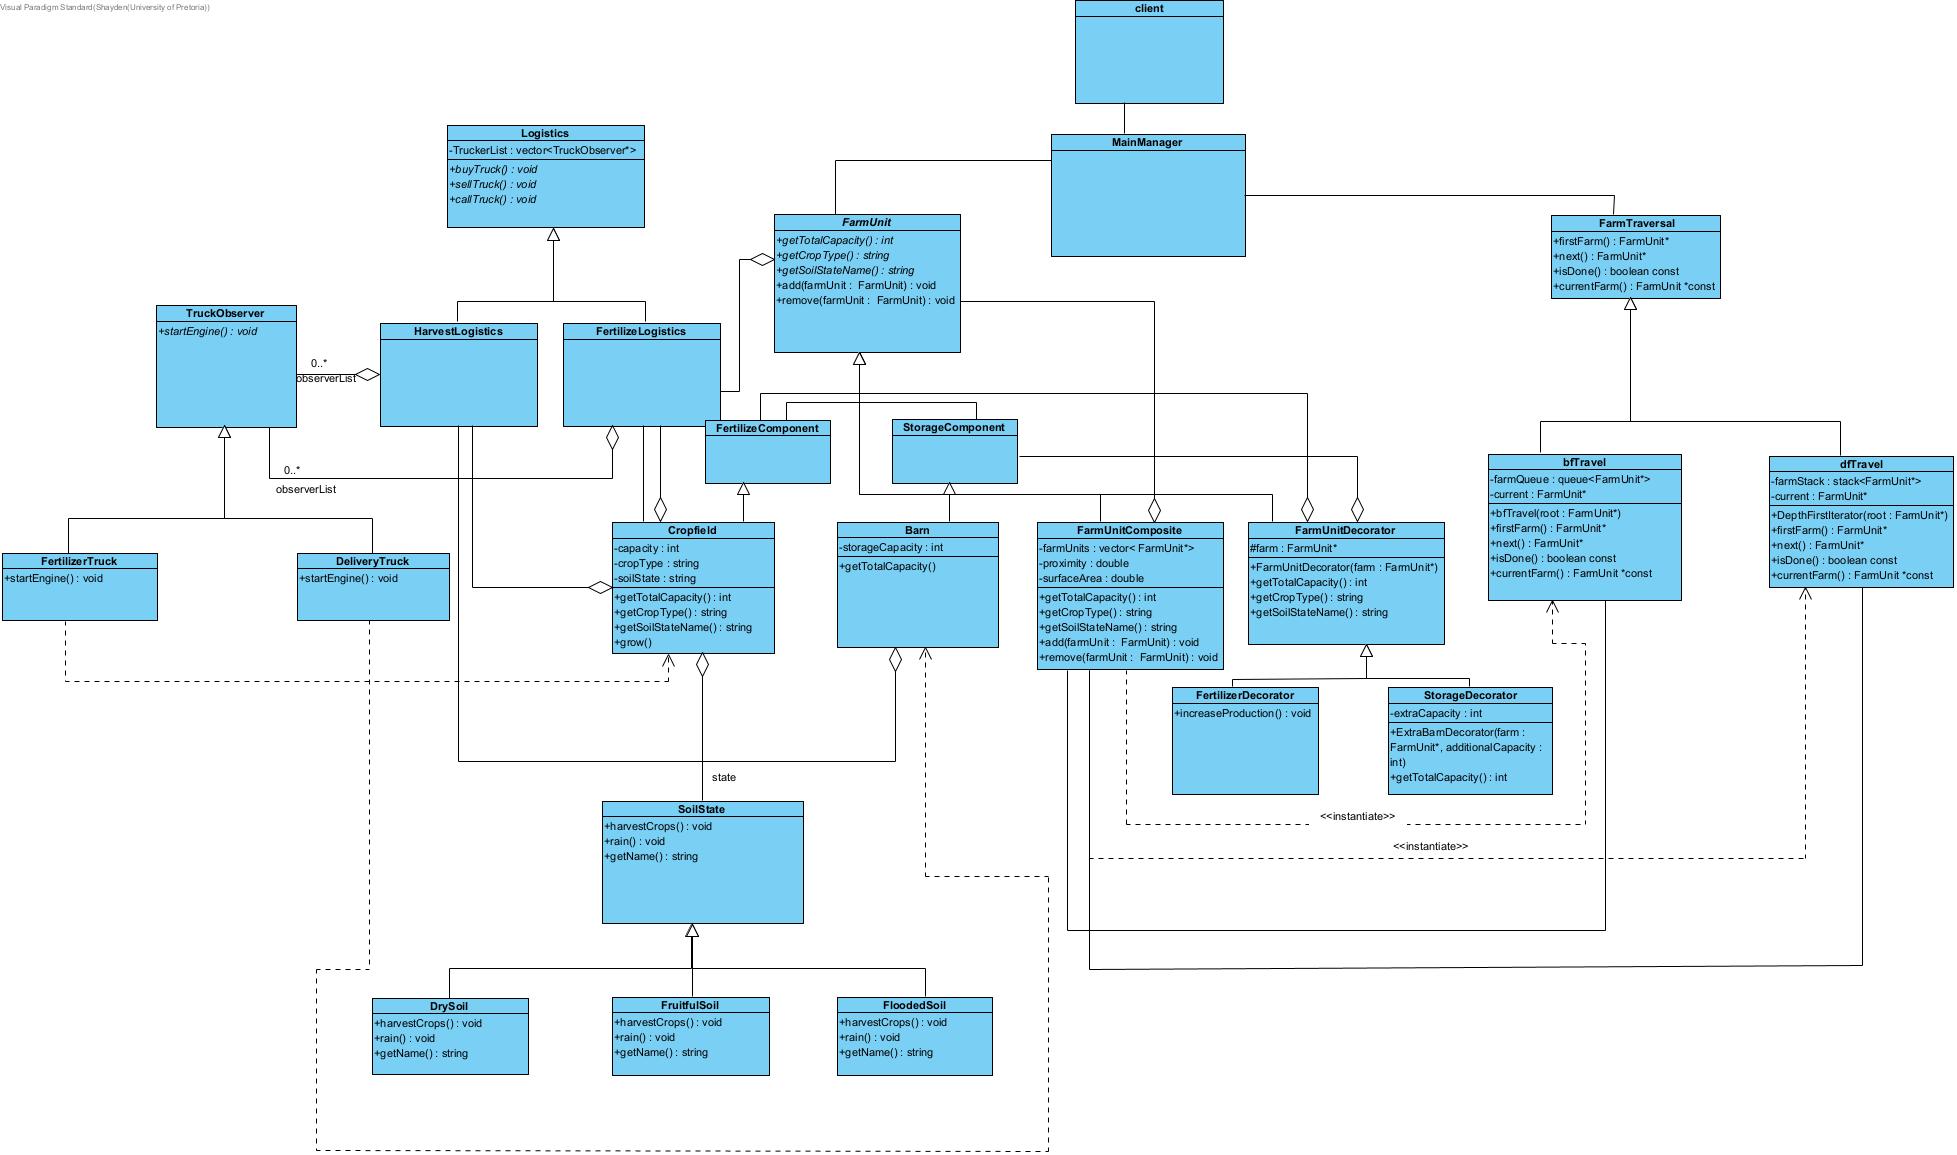 Visual Paradigm Standard(Shayden(University of Pretoria))
client
MainManager
Logistics
-TruckerList : vector<TruckObserver*>
+buyTruck() : void
+sellTruck() : void
+callTruck() : void
FarmUnit
+getTotalCapacity() : int
+getCropType() : string
+getSoilStateName() : string
+add(farmUnit :  FarmUnit) : void
+remove(farmUnit :  FarmUnit) : void
FarmTraversal
+firstFarm() : FarmUnit*
+next() : FarmUnit*
+isDone() : boolean const
+currentFarm() : FarmUnit *const
TruckObserver
+startEngine() : void
HarvestLogistics
FertilizeLogistics
0..*
observerList
0..*
observerList
FertilizeComponent
StorageComponent
bfTravel
-farmQueue : queue<FarmUnit*>
-current : FarmUnit*
+bfTravel(root : FarmUnit*)
+firstFarm() : FarmUnit*
+next() : FarmUnit*
+isDone() : boolean const
+currentFarm() : FarmUnit *const
dfTravel
-farmStack : stack<FarmUnit*>
-current : FarmUnit*
+DepthFirstIterator(root : FarmUnit*)
+firstFarm() : FarmUnit*
+next() : FarmUnit*
+isDone() : boolean const
+currentFarm() : FarmUnit *const
FertilizerTruck
+startEngine() : void
DeliveryTruck
+startEngine() : void
Cropfield
-capacity : int
-cropType : string
-soilState : string
+getTotalCapacity() : int
+getCropType() : string
+getSoilStateName() : string
+grow()
Barn
-storageCapacity : int
+getTotalCapacity()
FarmUnitComposite
-farmUnits : vector< FarmUnit*>
-proximity : double
-surfaceArea : double
+getTotalCapacity() : int
+getCropType() : string
+getSoilStateName() : string
+add(farmUnit :  FarmUnit) : void
+remove(farmUnit :  FarmUnit) : void
FarmUnitDecorator
#farm : FarmUnit*
+FarmUnitDecorator(farm : FarmUnit*)
+getTotalCapacity() : int
+getCropType() : string
+getSoilStateName() : string
FertilizerDecorator
+increaseProduction() : void
StorageDecorator
-extraCapacity : int
+ExtraBarnDecorator(farm :
FarmUnit*, additionalCapacity :
int)
+getTotalCapacity() : int
state
<<instantiate>>
<<instantiate>>
SoilState
+harvestCrops() : void
+rain() : void
+getName() : string
DrySoil
+harvestCrops() : void
+rain() : void
+getName() : string
FruitfulSoil
+harvestCrops() : void
+rain() : void
+getName() : string
FloodedSoil
+harvestCrops() : void
+rain() : void
+getName() : string